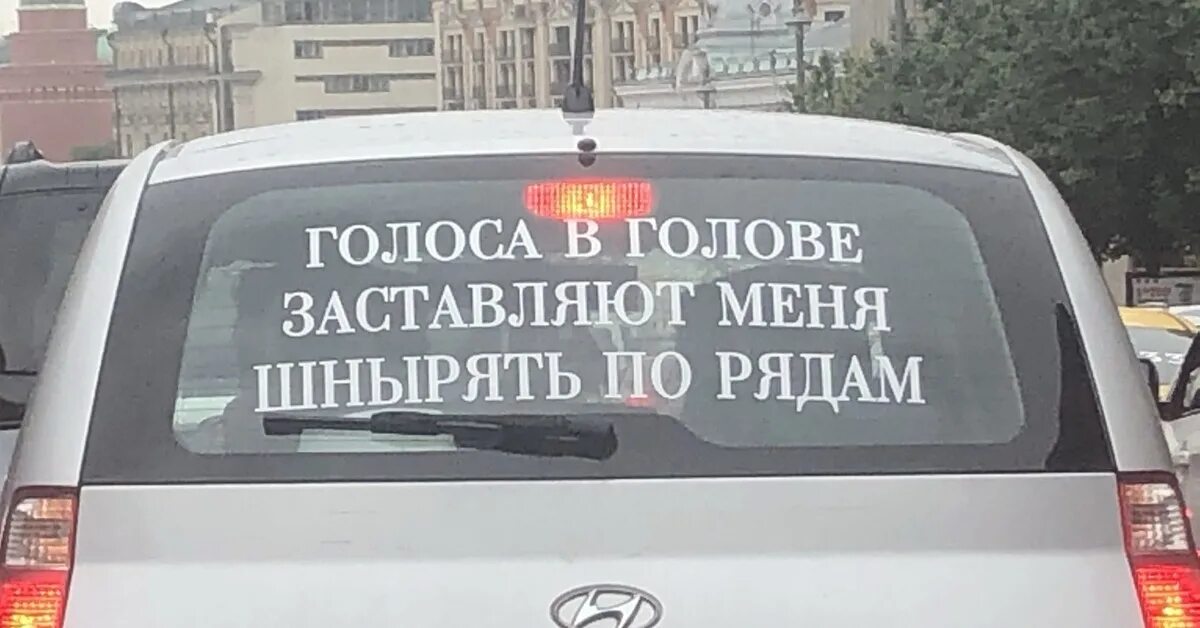 ГОЛОСА В ГОЛОВЕ
ЗАСТАВЛЯЮТ МЕНЯ
ШНЫРЯТЬ ПО РЯДАМ